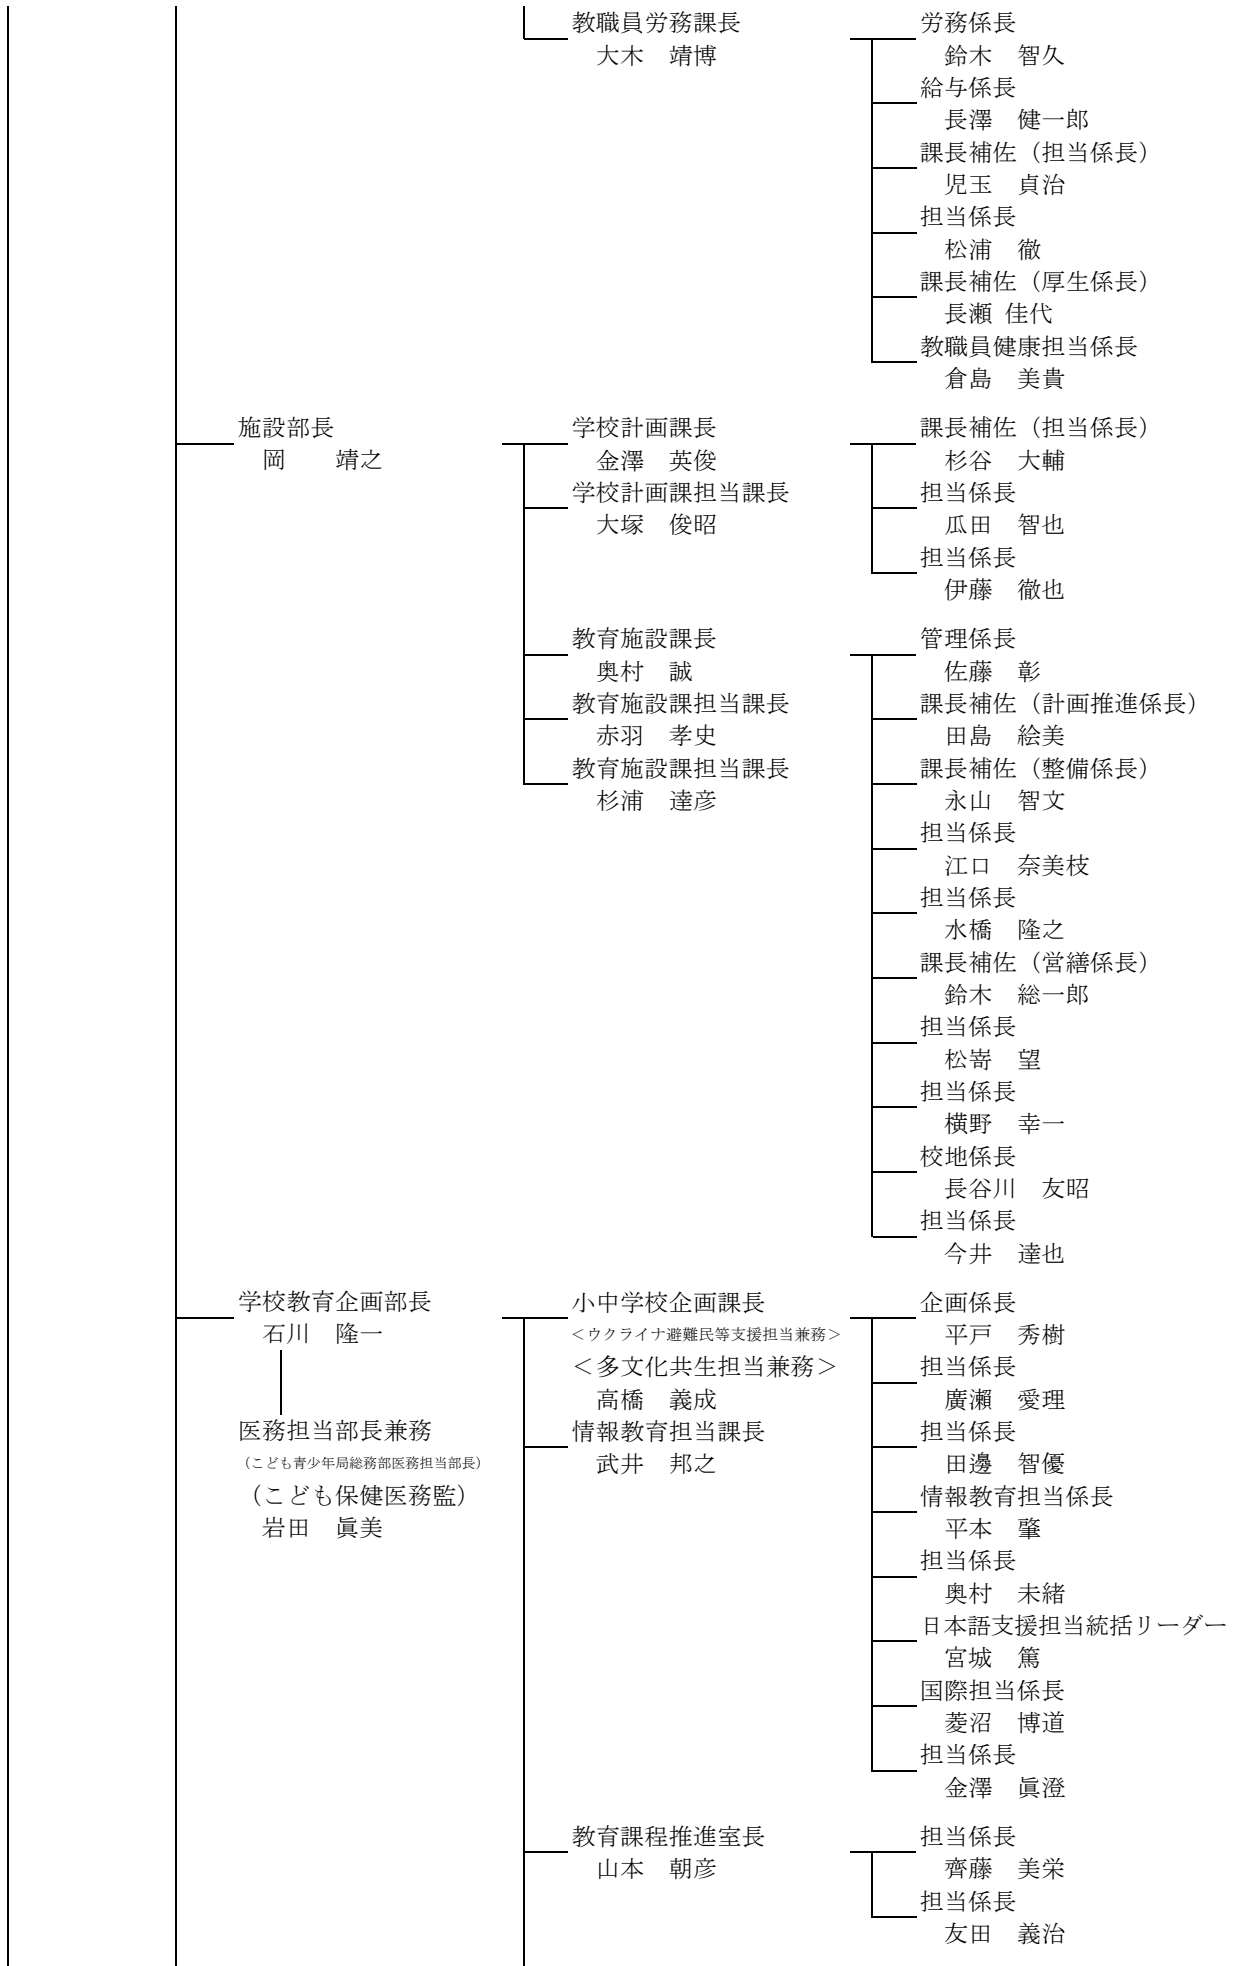 教職員労務課長
大木　靖博
労務係長
鈴木　智久
給与係長
長澤　健一郎
課長補佐（担当係長）
児玉　貞治
担当係長
松浦　徹
課長補佐（厚生係長）
長瀬 佳代
教職員健康担当係長
倉島　美貴
施設部長
岡　　靖之
学校計画課長
金澤　英俊
学校計画課担当課長
大塚　俊昭
課長補佐（担当係長）
杉谷　大輔
担当係長
瓜田　智也
担当係長
伊藤　徹也
教育施設課長
奥村　誠
教育施設課担当課長
赤羽　孝史
教育施設課担当課長
杉浦　達彦
管理係長
佐藤　彰
課長補佐（計画推進係長）
田島　絵美
課長補佐（整備係長）
永山　智文
担当係長
江口　奈美枝
担当係長
水橋　隆之
課長補佐（営繕係長）
鈴木　総一郎
担当係長
松嵜　望
担当係長
横野　幸一
校地係長
長谷川　友昭
担当係長
今井　達也
学校教育企画部長
石川　隆一
医務担当部長兼務
（こども青少年局総務部医務担当部長）
（こども保健医務監）
岩田　眞美
小中学校企画課長
＜ウクライナ避難民等支援担当兼務＞
＜多文化共生担当兼務＞
高橋　義成
情報教育担当課長
武井　邦之
企画係長
平戸　秀樹
担当係長
廣瀬　愛理
担当係長
田邊　智優
情報教育担当係長
平本　肇
担当係長
奥村　未緒
日本語支援担当統括リーダー
宮城　篤
国際担当係長
菱沼　博道
担当係長
金澤　眞澄
教育課程推進室長
山本　朝彦
担当係長
齊藤　美栄
担当係長
友田　義治